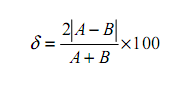 δ = 2|A − B| / A + B × 100